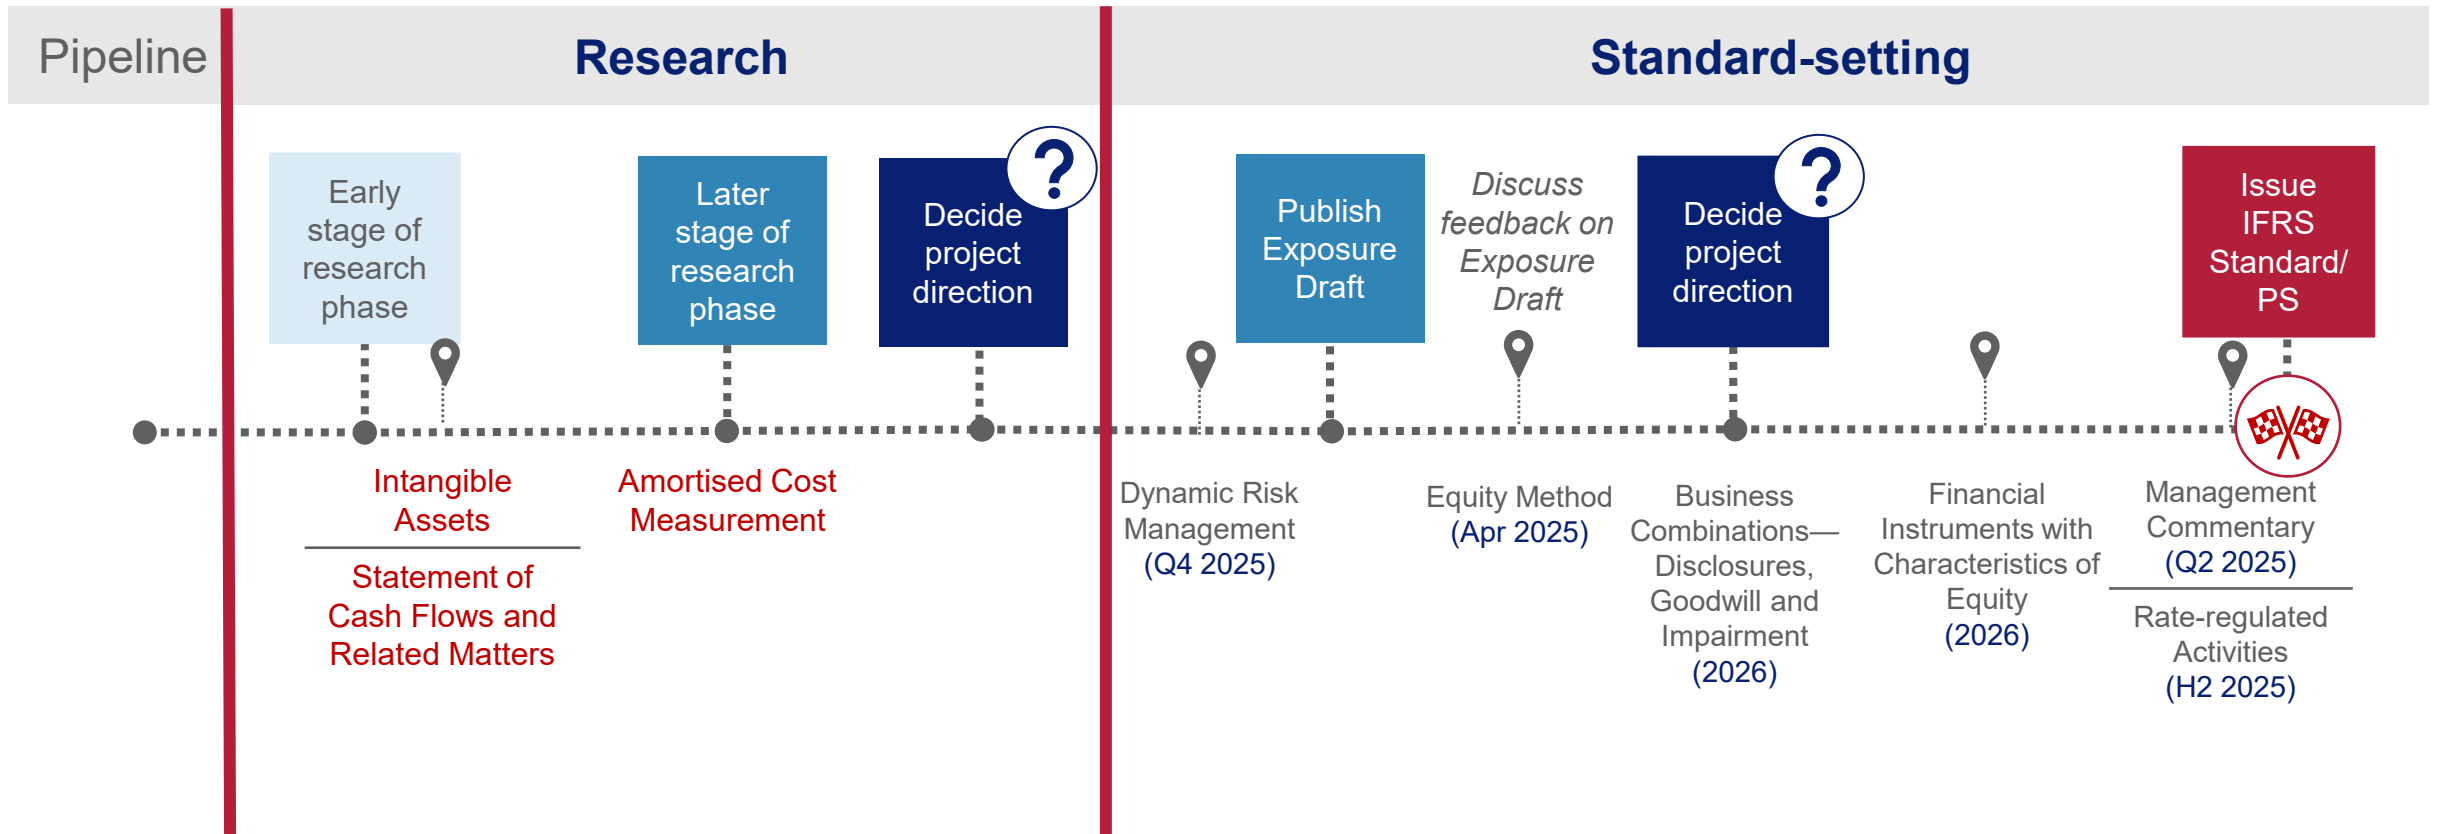 Pipeline
Research
Standard-setting
Early
stage of
research
phase
Later
stage of
research
phase
Decide
project
direction
?
Publish
Exposure
Draft
Discuss
feedback on
Exposure
Draft
Decide
project
direction
?
Issue
IFRS
Standard/
PS
Intangible
Assets
Statement of
Cash Flows and
Related Matters
Amortised Cost
Measurement
Dynamic Risk
Management
(Q4 2025)
Equity Method
(Apr 2025)
Business
Combinations—
Disclosures,
Goodwill and
Impairment
(2026)
Financial
Instruments with
Characteristics of
Equity
(2026)
Management
Commentary
(Q2 2025)
Rate-regulated
Activities
(H2 2025)